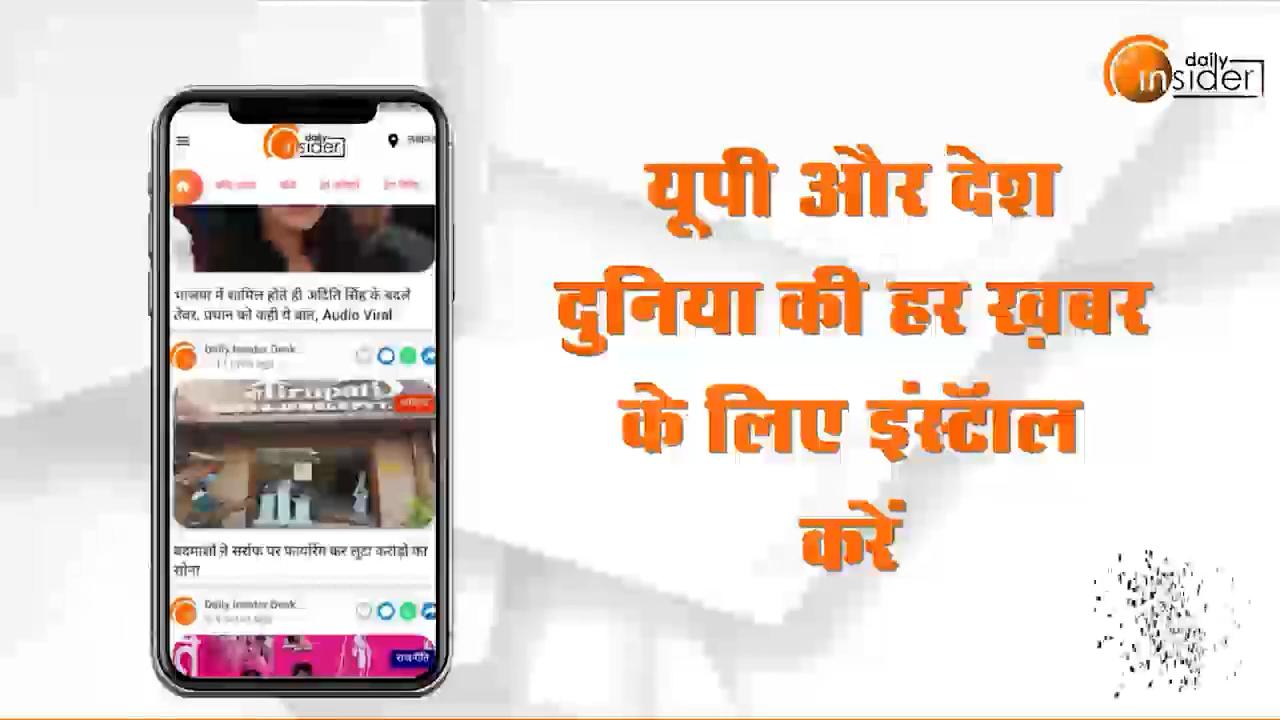 daily
insider
daily
insider
यूपी और देश
दुनिया की हर ख़बर
के लिए इंस्टॉल
करें
भाजपा में शामिल होते ही अदिति सिंह के बदले
तेवर, प्रधान को कही ये बात, Audio Viral
Daily Insider Desk...
Tirupati
बदमाशों ने सर्राफ पर फायरिंग कर लूटा करोड़ों का
सोना
Daily Insider Desk...
राजनीति